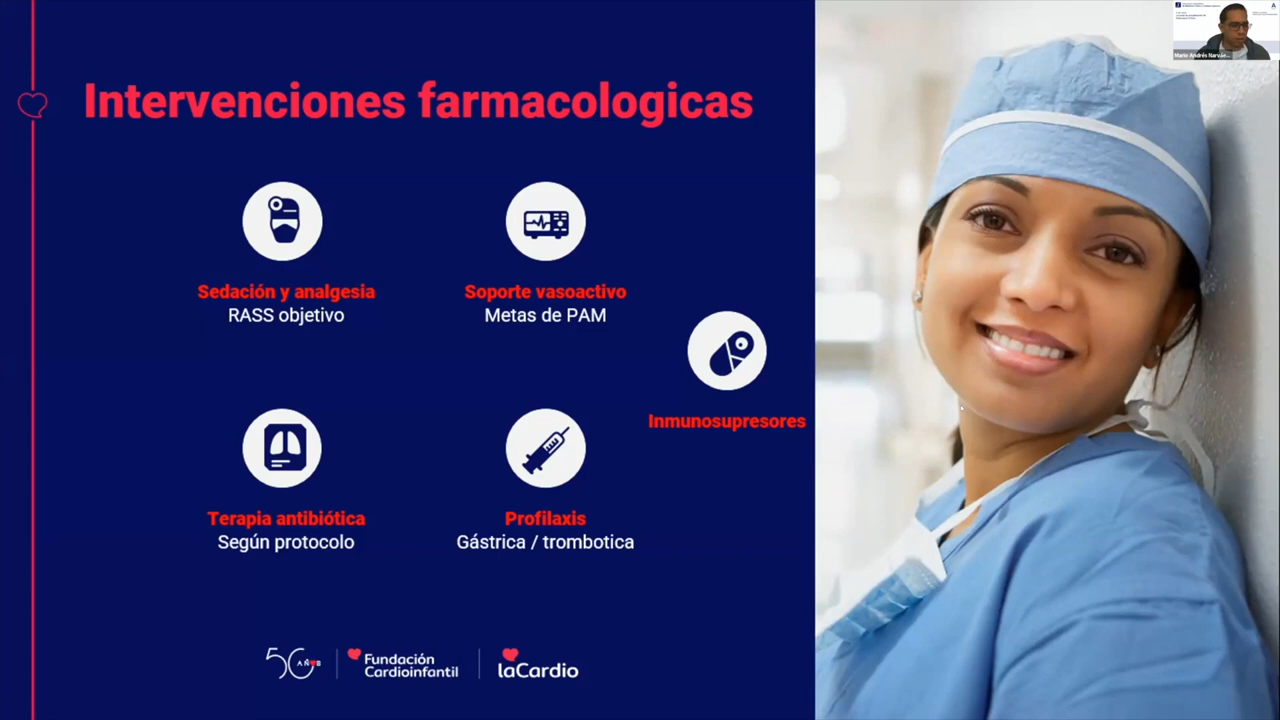 Intervenciones farmacologicas
Sedación y analgesia
RASS objetivo
Soporte vasoactivo
Metas de PAM
Inmunosupresores
Terapia antibiótica
Según protocolo
Profilaxis
Gástrica / trombotica
50 AÑOS
Fundación
Cardioinfantil
laCardio